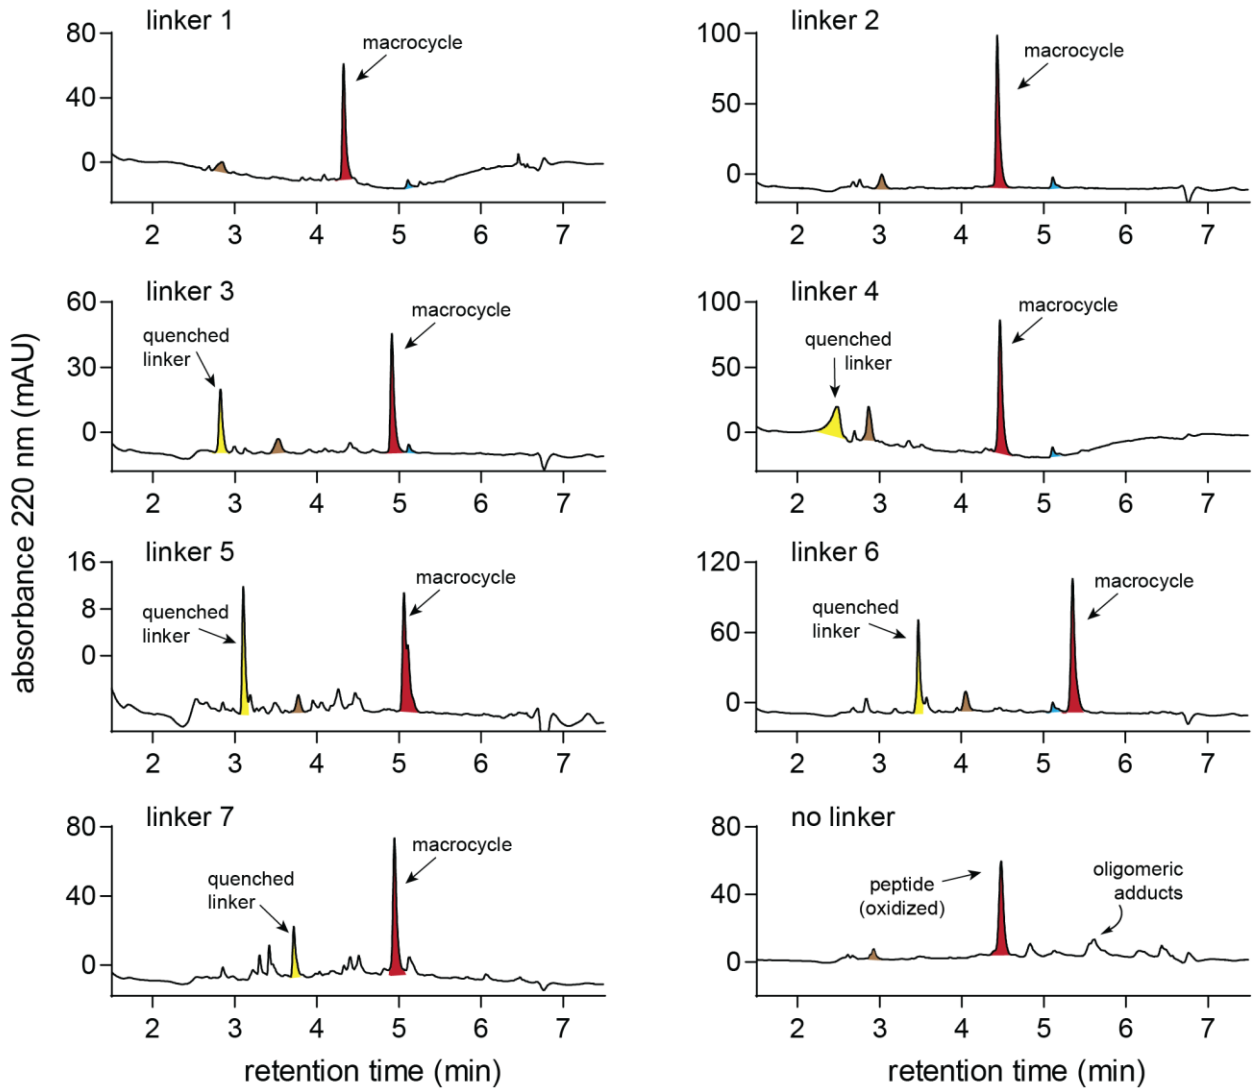 absorbance 220 nm (mAU)
linker 1
macrocycle
80
40
0
2 3 4 5 6 7
linker 2
macrocycle
100
50
0
2 3 4 5 6 7
linker 3
quenched
linker
macrocycle
60
30
0
2 3 4 5 6 7
linker 4
quenched
linker
macrocycle
100
50
0
2 3 4 5 6 7
linker 5
quenched
linker
macrocycle
16
8
0
2 3 4 5 6 7
linker 6
quenched
linker
macrocycle
120
60
0
2 3 4 5 6 7
linker 7
quenched
linker
macrocycle
80
40
0
2 3 4 5 6 7
retention time (min)
no linker
peptide
(oxidized)
oligomeric
adducts
80
40
0
2 3 4 5 6 7
retention time (min)